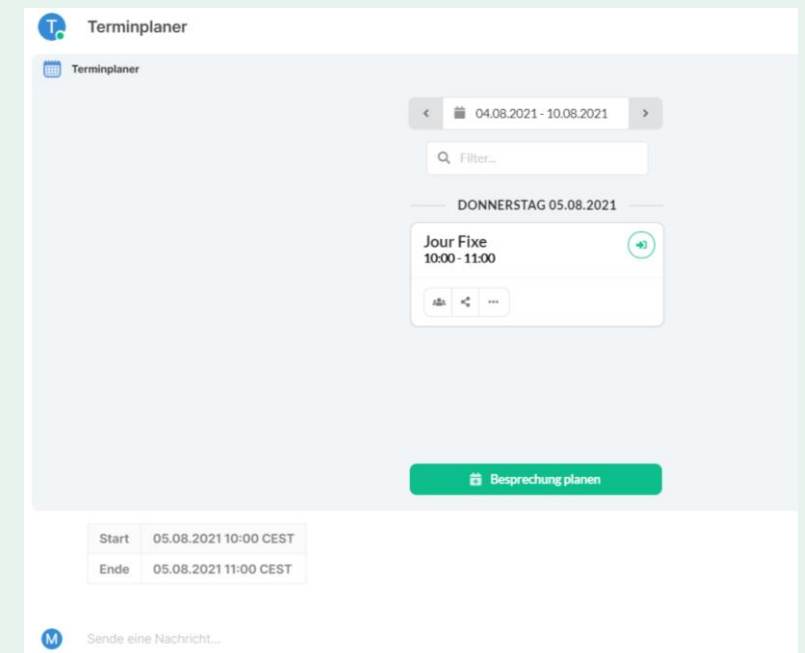 T
Terminplaner
Terminplaner
04.08.2021 - 10.08.2021
Filter...
DONNERSTAG 05.08.2021
Jour Fixe
10:00 - 11:00
Besprechung planen
Start 05.08.2021 10:00 CEST
Ende 05.08.2021 11:00 CEST
M
Sende eine Nachricht...